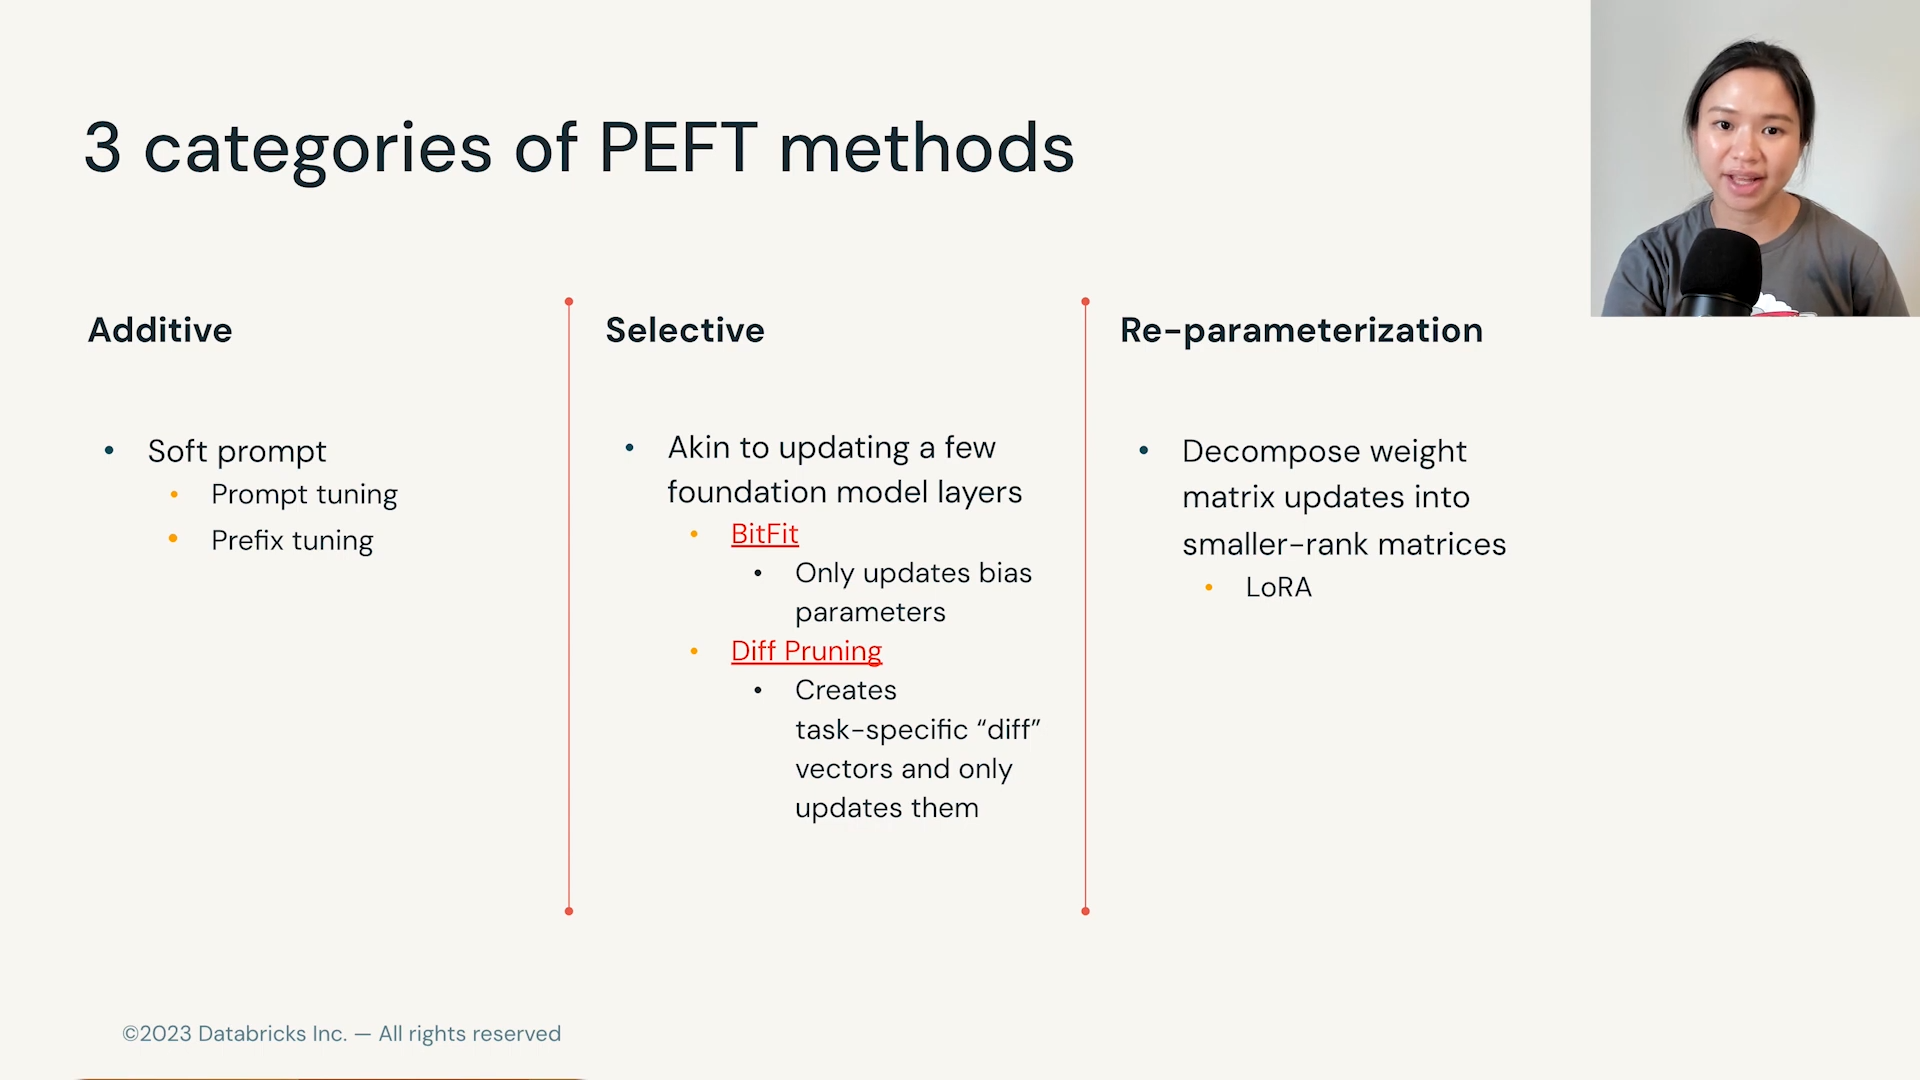 3 categories of PEFT methods
Additive
Soft prompt
Prompt tuning
Prefix tuning
Selective
Akin to updating a few
foundation model layers
BitFit
Only updates bias
parameters
Diff Pruning
Creates
task-specific “diff”
vectors and only
updates them
Re-parameterization
Decompose weight
matrix updates into
smaller-rank matrices
LoRA
©2023 Databricks Inc. — All rights reserved